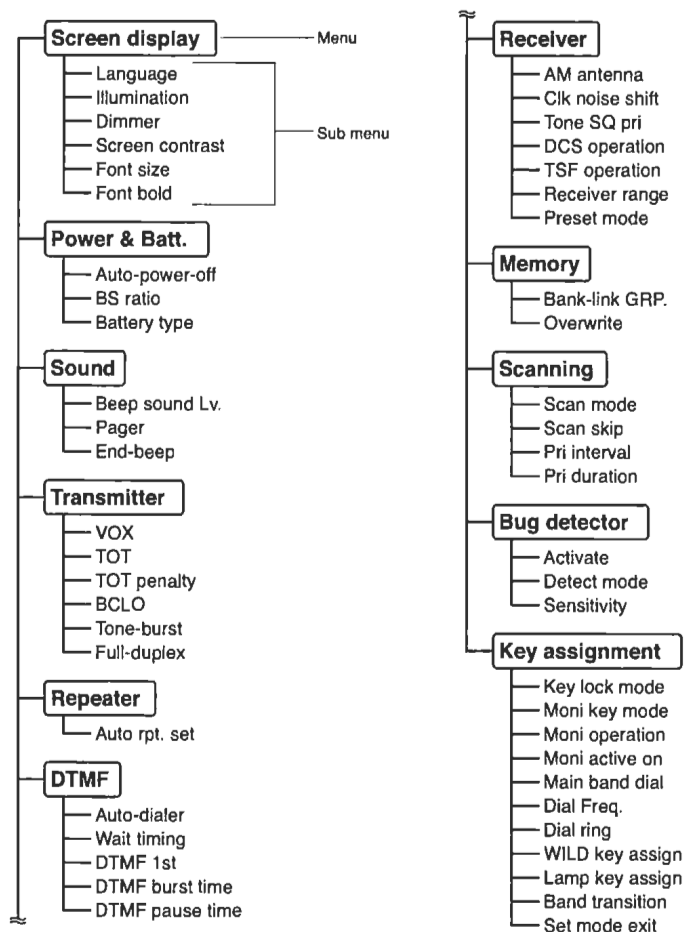 Screen display
Menu
Language
Illumination
Dimmer
Screen contrast
Font size
Font bold
Sub menu
Power & Batt.
Auto-power-off
BS ratio
Battery type
Sound
Beep sound Lv.
Pager
End-beep
Transmitter
VOX
TOT
TOT penalty
BCLO
Tone-burst
Full-duplex
Repeater
Auto rpt. set
DTMF
Auto-dialer
Wait timing
DTMF 1st
DTMF burst time
DTMF pause time
Receiver
AM antenna
Clk noise shift
Tone SQ pri
DCS operation
TSF operation
Receiver range
Preset mode
Memory
Bank-link GRP.
Overwrite
Scanning
Scan mode
Scan skip
Pri interval
Pri duration
Bug detector
Activate
Detect mode
Sensitivity
Key assignment
Key lock mode
Moni key mode
Moni operation
Moni active on
Main band dial
Dial Freq.
Dial ring
WILD key assign
Lamp key assign
Band transition
Set mode exit